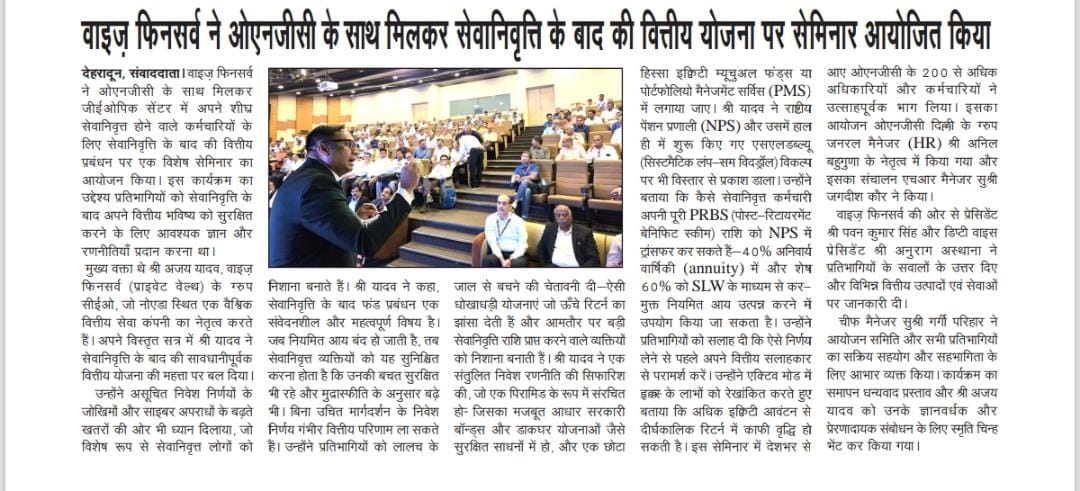 वाइज़ फिनसर्व ने ओएनजीसी के साथ मिलकर सेवानिवृत्ति के बाद की वित्तीय योजना पर सेमिनार आयोजित किया
देहरादून, संवाददाता। वाइज़ फिनसर्व
ने ओएनजीसी के साथ मिलकर
जीईओपिक सेंटर में अपने शीघ्र
सेवानिवृत्त होने वाले कर्मचारियों के
लिए सेवानिवृत्ति के बाद की वित्तीय
प्रबंधन पर एक विशेष सेमिनार का
आयोजन किया। इस कार्यक्रम का
उद्देश्य प्रतिभागियों को सेवानिवृत्ति के
बाद अपने वित्तीय भविष्य को सुरक्षित
करने के लिए आवश्यक ज्ञान और
रणनीतियाँ प्रदान करना था।
मुख्य वक्ता थे श्री अजय यादव, वाइज़
फिनसर्व (प्राइवेट वेल्थ) के ग्रुप
सीईओ, जो नोएडा स्थित एक वैश्विक
वित्तीय सेवा कंपनी का नेतृत्व करते
हैं। अपने विस्तृत सत्र में श्री यादव ने
सेवानिवृत्ति के बाद की सावधानीपूर्वक
वित्तीय योजना की महत्ता पर बल दिया।
उन्होंने असूचित निवेश निर्णयों के
जोखिमों और साइबर अपराधों के बढ़ते
खतरों की ओर भी ध्यान दिलाया, जो
विशेष रूप से सेवानिवृत्त लोगों को
निशाना बनाते हैं। श्री यादव ने कहा,
सेवानिवृत्ति के बाद फंड प्रबंधन एक
संवेदनशील और महत्वपूर्ण विषय है।
जब नियमित आय बंद हो जाती है, तब
सेवानिवृत्त व्यक्तियों को यह सुनिश्चित
करना होता है कि उनकी बचत सुरक्षित
भी रहे और मुद्रास्फीति के अनुसार बढ़े
भी। बिना उचित मार्गदर्शन के निवेश
निर्णय गंभीर वित्तीय परिणाम ला सकते
हैं। उन्होंने प्रतिभागियों को लालच के
जाल से बचने की चेतावनी दी–ऐसी
धोखाधड़ी योजनाएं जो ऊँचे रिटर्न का
झांसा देती हैं और आमतौर पर बड़ी
सेवानिवृत्ति राशि प्राप्त करने वाले व्यक्तियों
को निशाना बनाती हैं। श्री यादव ने एक
संतुलित निवेश रणनीति की सिफारिश
की, जो एक पिरामिड के रूप में संरचित
हो– जिसका मजबूत आधार सरकारी
बॉन्ड्स और डाकघर योजनाओं जैसे
सुरक्षित साधनों में हो, और एक छोटा
हिस्सा इक्विटी म्यूचुअल फंड्स या
पोर्टफोलियो मैनेजमेंट सर्विस (PMS)
में लगाया जाए। श्री यादव ने राष्ट्रीय
पेंशन प्रणाली (NPS) और उसमें हाल
ही में शुरू किए गए एसएलडब्ल्यू
(सिस्टमैटिक लंप–सम विदड्रॉल) विकल्प
पर भी विस्तार से प्रकाश डाला। उन्होंने
बताया कि कैसे सेवानिवृत्त कर्मचारी
अपनी पूरी PRBS (पोस्ट–रिटायरमेंट
बेनिफिट स्कीम) राशि को NPS में
ट्रांसफर कर सकते हैं–40% अनिवार्य
वार्षिकी (annuity) में और शेष
60% को SLW के माध्यम से कर–
मुक्त नियमित आय उत्पन्न करने में
उपयोग किया जा सकता है। उन्होंने
प्रतिभागियों को सलाह दी कि ऐसे निर्णय
लेने से पहले अपने वित्तीय सलाहकार
से परामर्श करें। उन्होंने एक्टिव मोड में
के लाभों को रेखांकित करते हुए
बताया कि अधिक इक्विटी आवंटन से
दीर्घकालिक रिटर्न में काफी वृद्धि हो
सकती है। इस सेमिनार में देशभर से
आए ओएनजीसी के 200 से अधिक
अधिकारियों और कर्मचारियों ने
उत्साहपूर्वक भाग लिया। इसका
आयोजन ओएनजीसी दिल्ली के ग्रुप
जनरल मैनेजर (HR) श्री अनिल
बहुगुणा के नेतृत्व में किया गया और
इसका संचालन एचआर मैनेजर सुश्री
जगदीश कौर ने किया।
वाइज़ फिनसर्व की ओर से प्रेसिडेंट
श्री पवन कुमार सिंह और डिप्टी वाइस
प्रेसिडेंट श्री अनुराग अस्थाना ने
प्रतिभागियों के सवालों के उत्तर दिए
और विभिन्न वित्तीय उत्पादों एवं सेवाओं
पर जानकारी दी।
चीफ मैनेजर सुश्री गर्गी परिहार ने
आयोजन समिति और सभी प्रतिभागियों
का सक्रिय सहयोग और सहभागिता के
लिए आभार व्यक्त किया। कार्यक्रम का
समापन धन्यवाद प्रस्ताव और श्री अजय
यादव को उनके ज्ञानवर्धक और
प्रेरणादायक संबोधन के लिए स्मृति चिन्ह
भेंट कर किया गया।